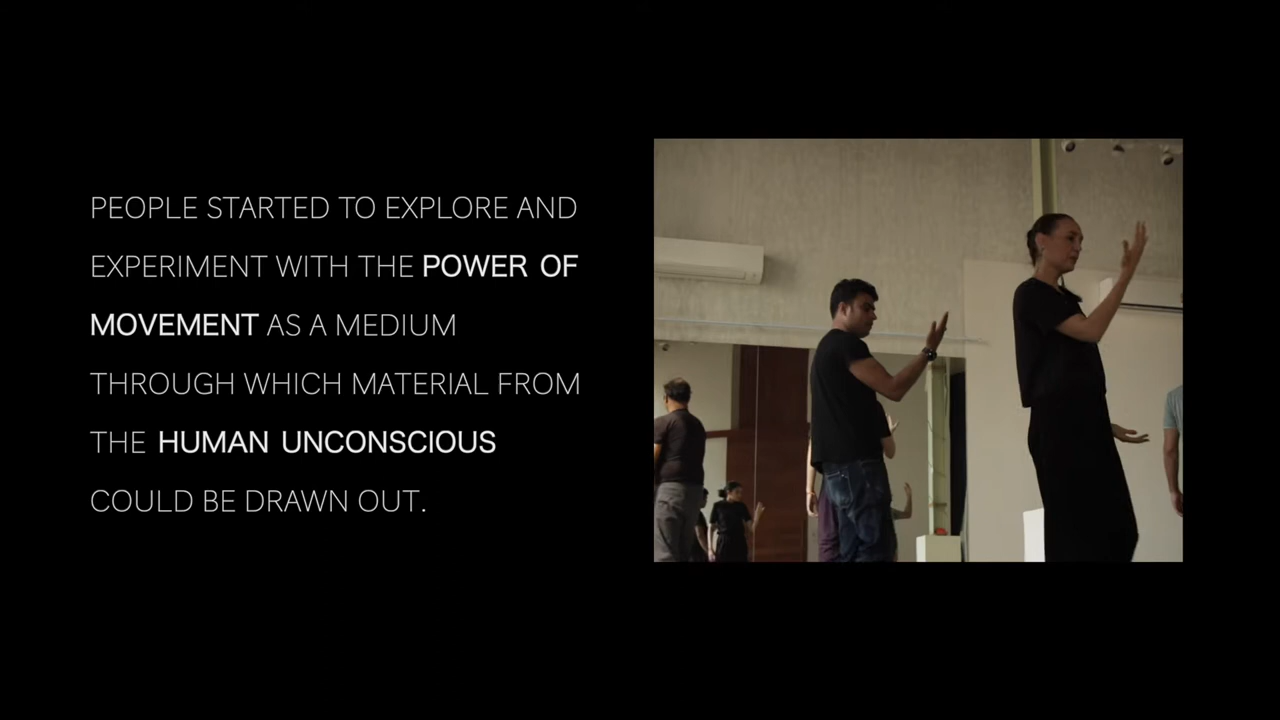 PEOPLE STARTED TO EXPLORE AND
EXPERIMENT WITH THE POWER OF
MOVEMENT AS A MEDIUM
THROUGH WHICH MATERIAL FROM
THE HUMAN UNCONSCIOUS
COULD BE DRAWN OUT.